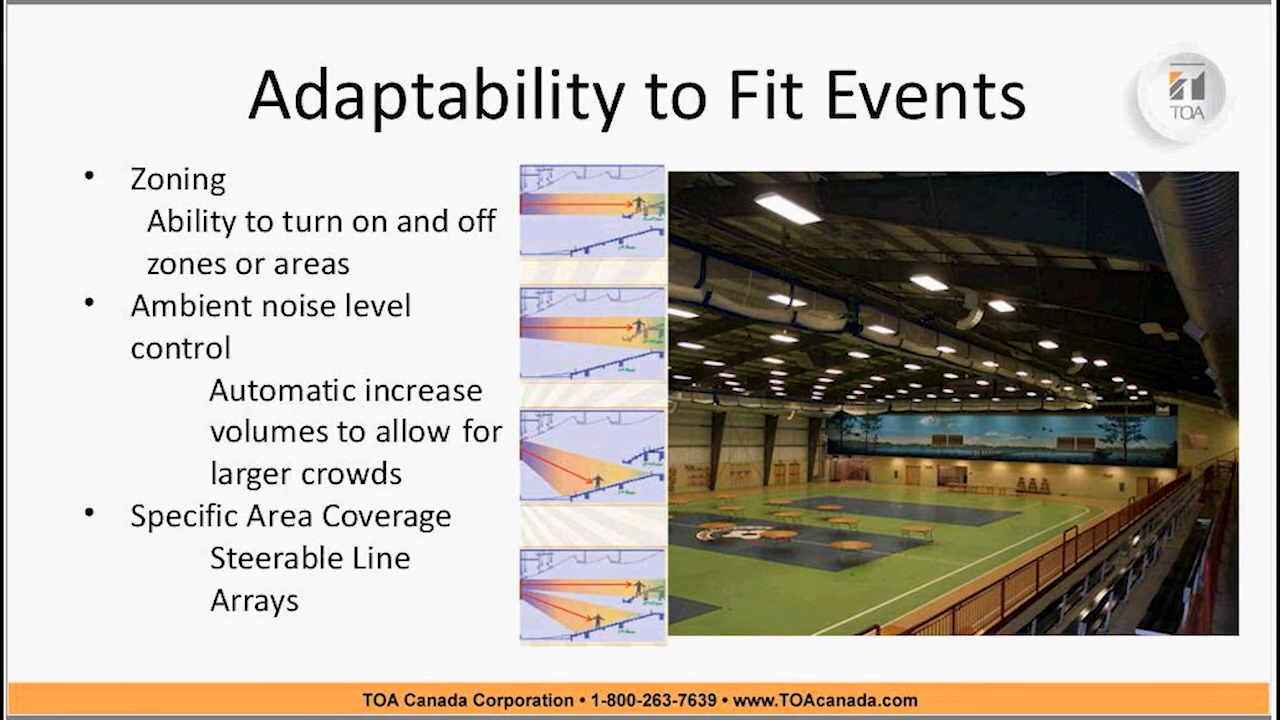 Adaptability to Fit Events
TOA
• Zoning
Ability to turn on and off
zones or areas
• Ambient noise level
control
Automatic increase
volumes to allow for
larger crowds
• Specific Area Coverage
Steerable Line
Arrays
TOA Canada Corporation • 1-800-263-7639 • www.TOAcanada.com